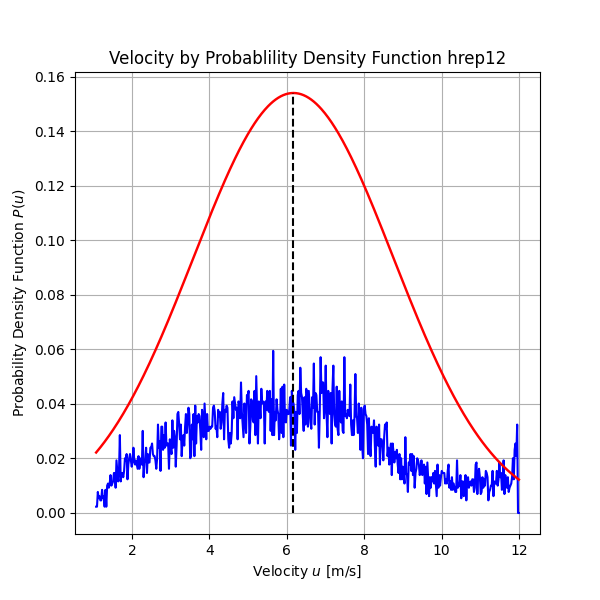 Velocity by Probablility Density Function hrep12
Probability Density Function P(u)
0.16
0.14
0.12
0.10
0.08
0.06
0.04
0.02
0.00
2 4 6 8 10 12
Velocity u [m/s]